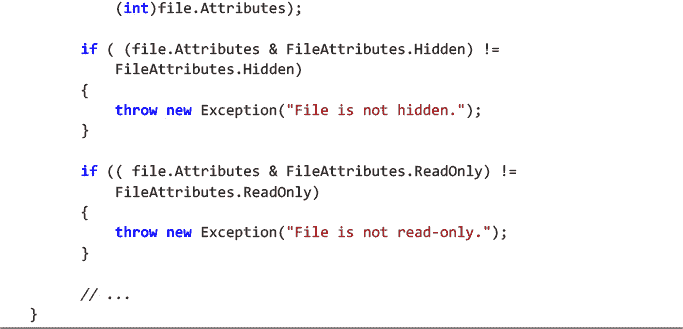 (int)file.Attributes);
if ( (file.Attributes & FileAttributes.Hidden) !=
FileAttributes.Hidden)
{
throw new Exception("File is not hidden.");
}
if (( file.Attributes & FileAttributes.ReadOnly) !=
FileAttributes.ReadOnly)
{
throw new Exception("File is not read-only.");
}
// ...
}